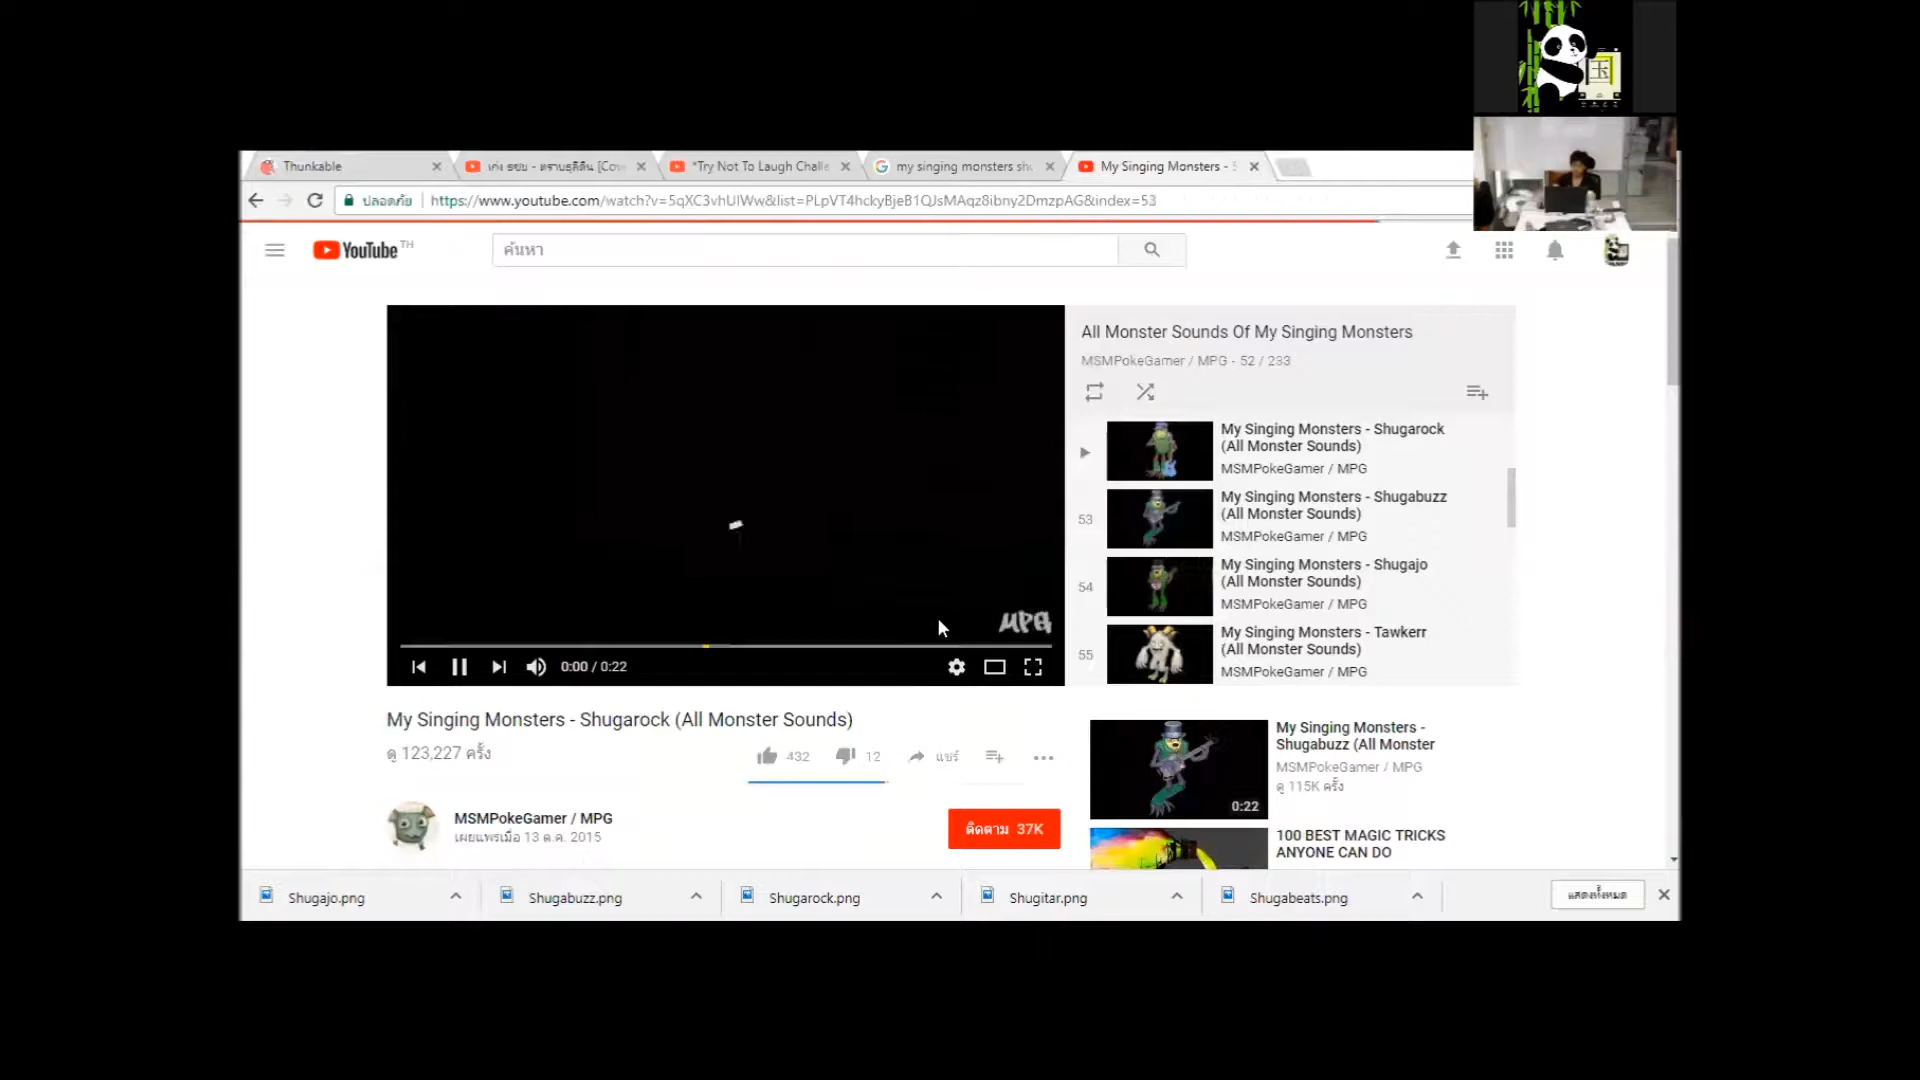 Thunkable
*Try Not To Laugh Challe
my singing monsters shu
My Singing Monsters - S
ปลอดภัย
https://www.youtube.com/watch?v=5qXC3vhUlWw&list=PLpVT4hckyBjeB1QJsMAqz8ibny2DmzpAG&index=53
YouTube TH
ค้นหา
玉
All Monster Sounds Of My Singing Monsters
MSMPokeGamer / MPG - 52 / 233
My Singing Monsters - Shugarock
(All Monster Sounds)
MSMPokeGamer / MPG
53
My Singing Monsters - Shugabuzz
(All Monster Sounds)
MSMPokeGamer / MPG
54
My Singing Monsters - Shugajo
(All Monster Sounds)
MSMPokeGamer / MPG
55
My Singing Monsters - Tawkerr
(All Monster Sounds)
MSMPokeGamer / MPG
MPG
0:00 / 0:22
My Singing Monsters - Shugarock (All Monster Sounds)
ดู 123,227 ครั้ง
432
12
แชร์
MSMPokeGamer / MPG
เผยแพร่เมื่อ 13 ต.ค. 2015
ติดตาม 37K
My Singing Monsters -
Shugabuzz (All Monster
MSMPokeGamer / MPG
ดู 115K ครั้ง
0:22
100 BEST MAGIC TRICKS
ANYONE CAN DO
Shugajo.png
Shugabuzz.png
Shugarock.png
Shugitar.png
Shugabeats.png
แสดงทั้งหมด